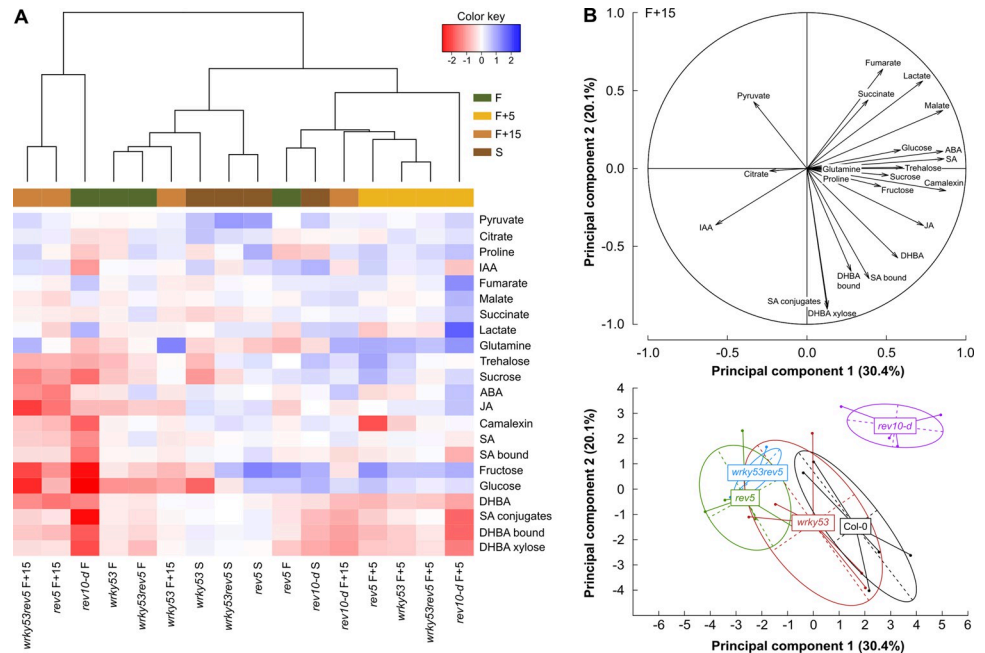 A
Color key
-2 -1 0 1 2
F
F+5
F+15
S
Pyruvate
Citrate
Proline
IAA
Fumarate
Malate
Succinate
Lactate
Glutamine
Trehalose
Sucrose
ABA
JA
Camalexin
SA
SA bound
Fructose
Glucose
DHBA
SA conjugates
DHBA bound
DHBA xylose
wrky53rev5 F+15
rev5 F+15
rev10-d F
wrky53 F
wrky53rev5 F
wrky53 F+15
wrky53 S
wrky53rev5 S
rev5 S
rev5 F
rev10-d S
rev10-d F+15
rev5 F+5
wrky53 F+5
wrky53rev5 F+5
rev10-d F+5
B
F+15
Principal component 2 (20.1%)
1.0
0.5
0.0
-0.5
-1.0
Fumarate
Lactate
Succinate
Pyruvate
Malate
Glucose
ABA
SA
Glutamine
Trehalose
Citrate
Proline
Sucrose
Camalexin
Fructose
IAA
JA
DHBA
DHBA
bound
SA bound
SA conjugates
DHBA xylose
-1.0 -0.5 0.0 0.5 1.0
Principal component 1 (30.4%)
Principal component 2 (20.1%)
4
3
2
1
0
-1
-2
-3
-4
rev10-d
wrky53rev5
rev5
wrky53
Col-0
-6 -5 -4 -3 -2 -1 0 1 2 3 4 5 6
Principal component 1 (30.4%)